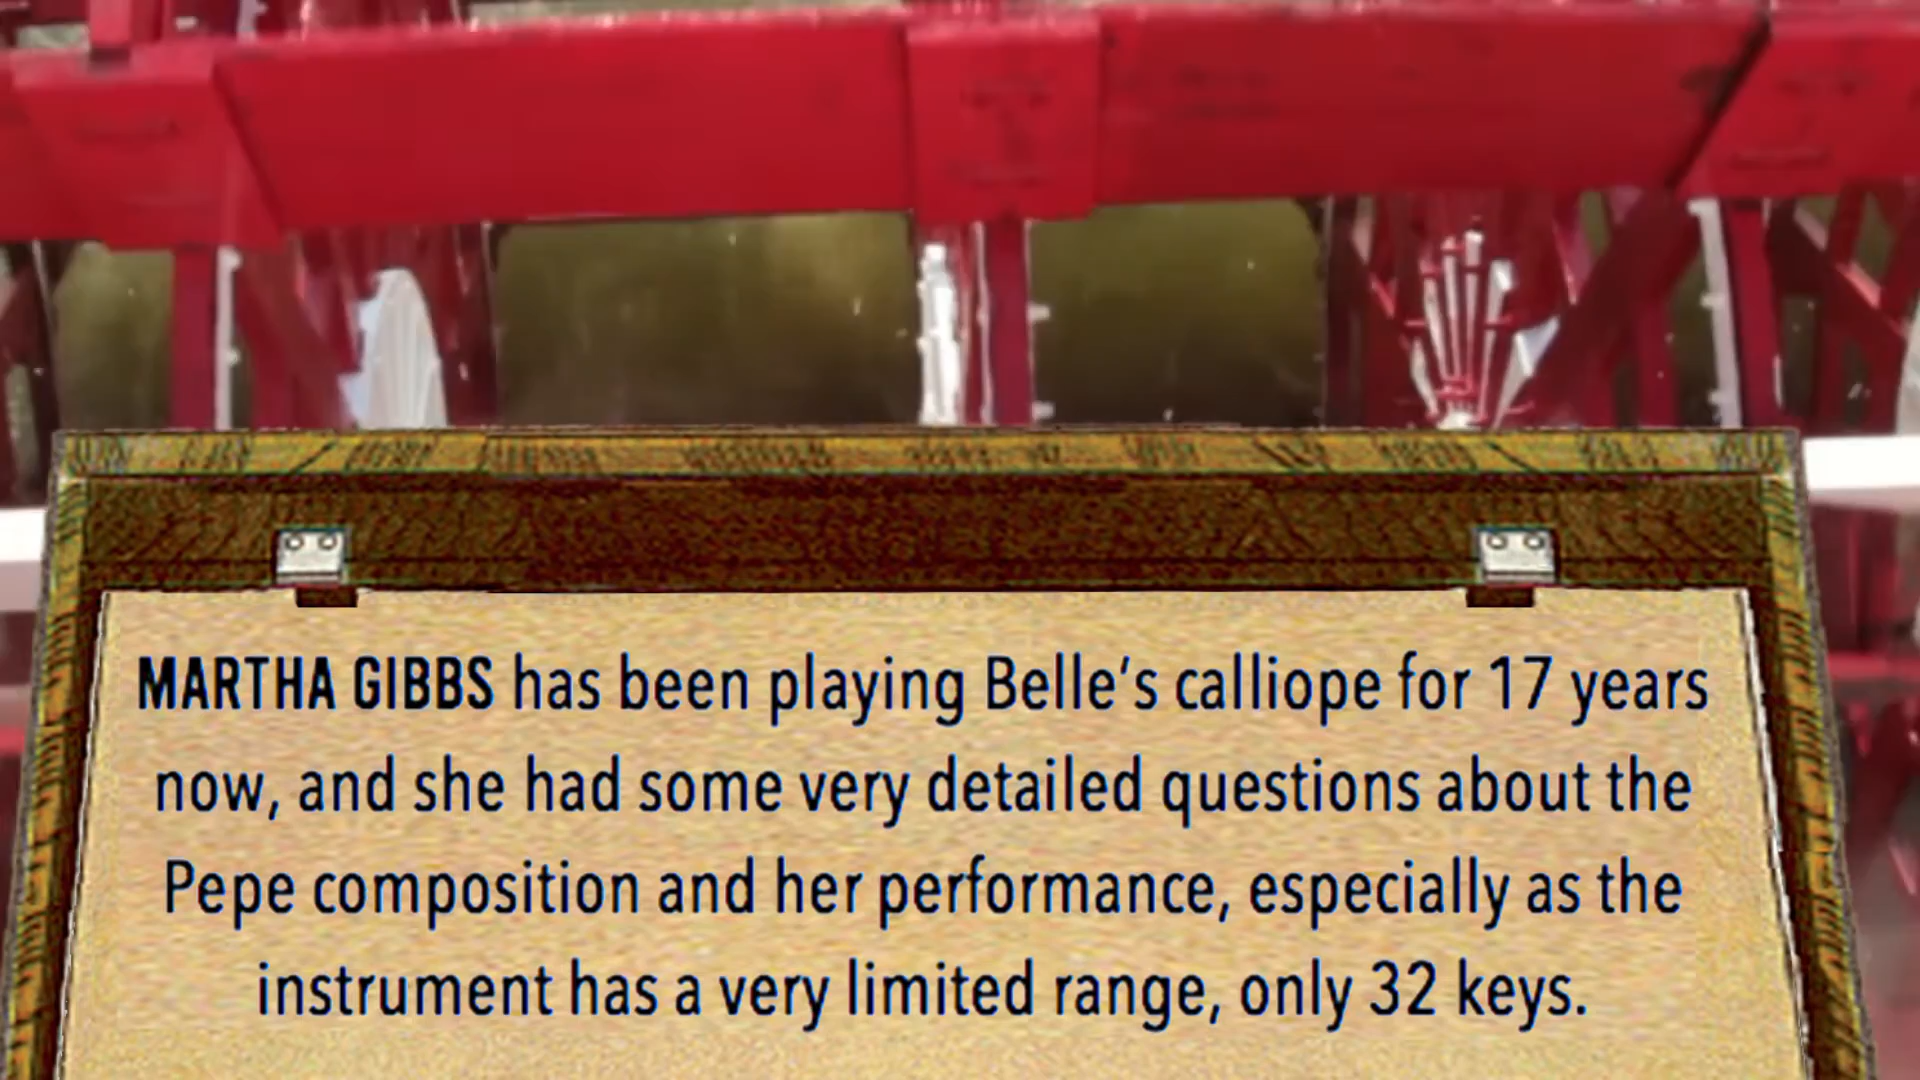 MARTHA GIBBS has been playing Belle's calliope for 17 years
now, and she had some very detailed questions about the
Pepe composition and her performance, especially as the
instrument has a very limited range, only 32 keys.